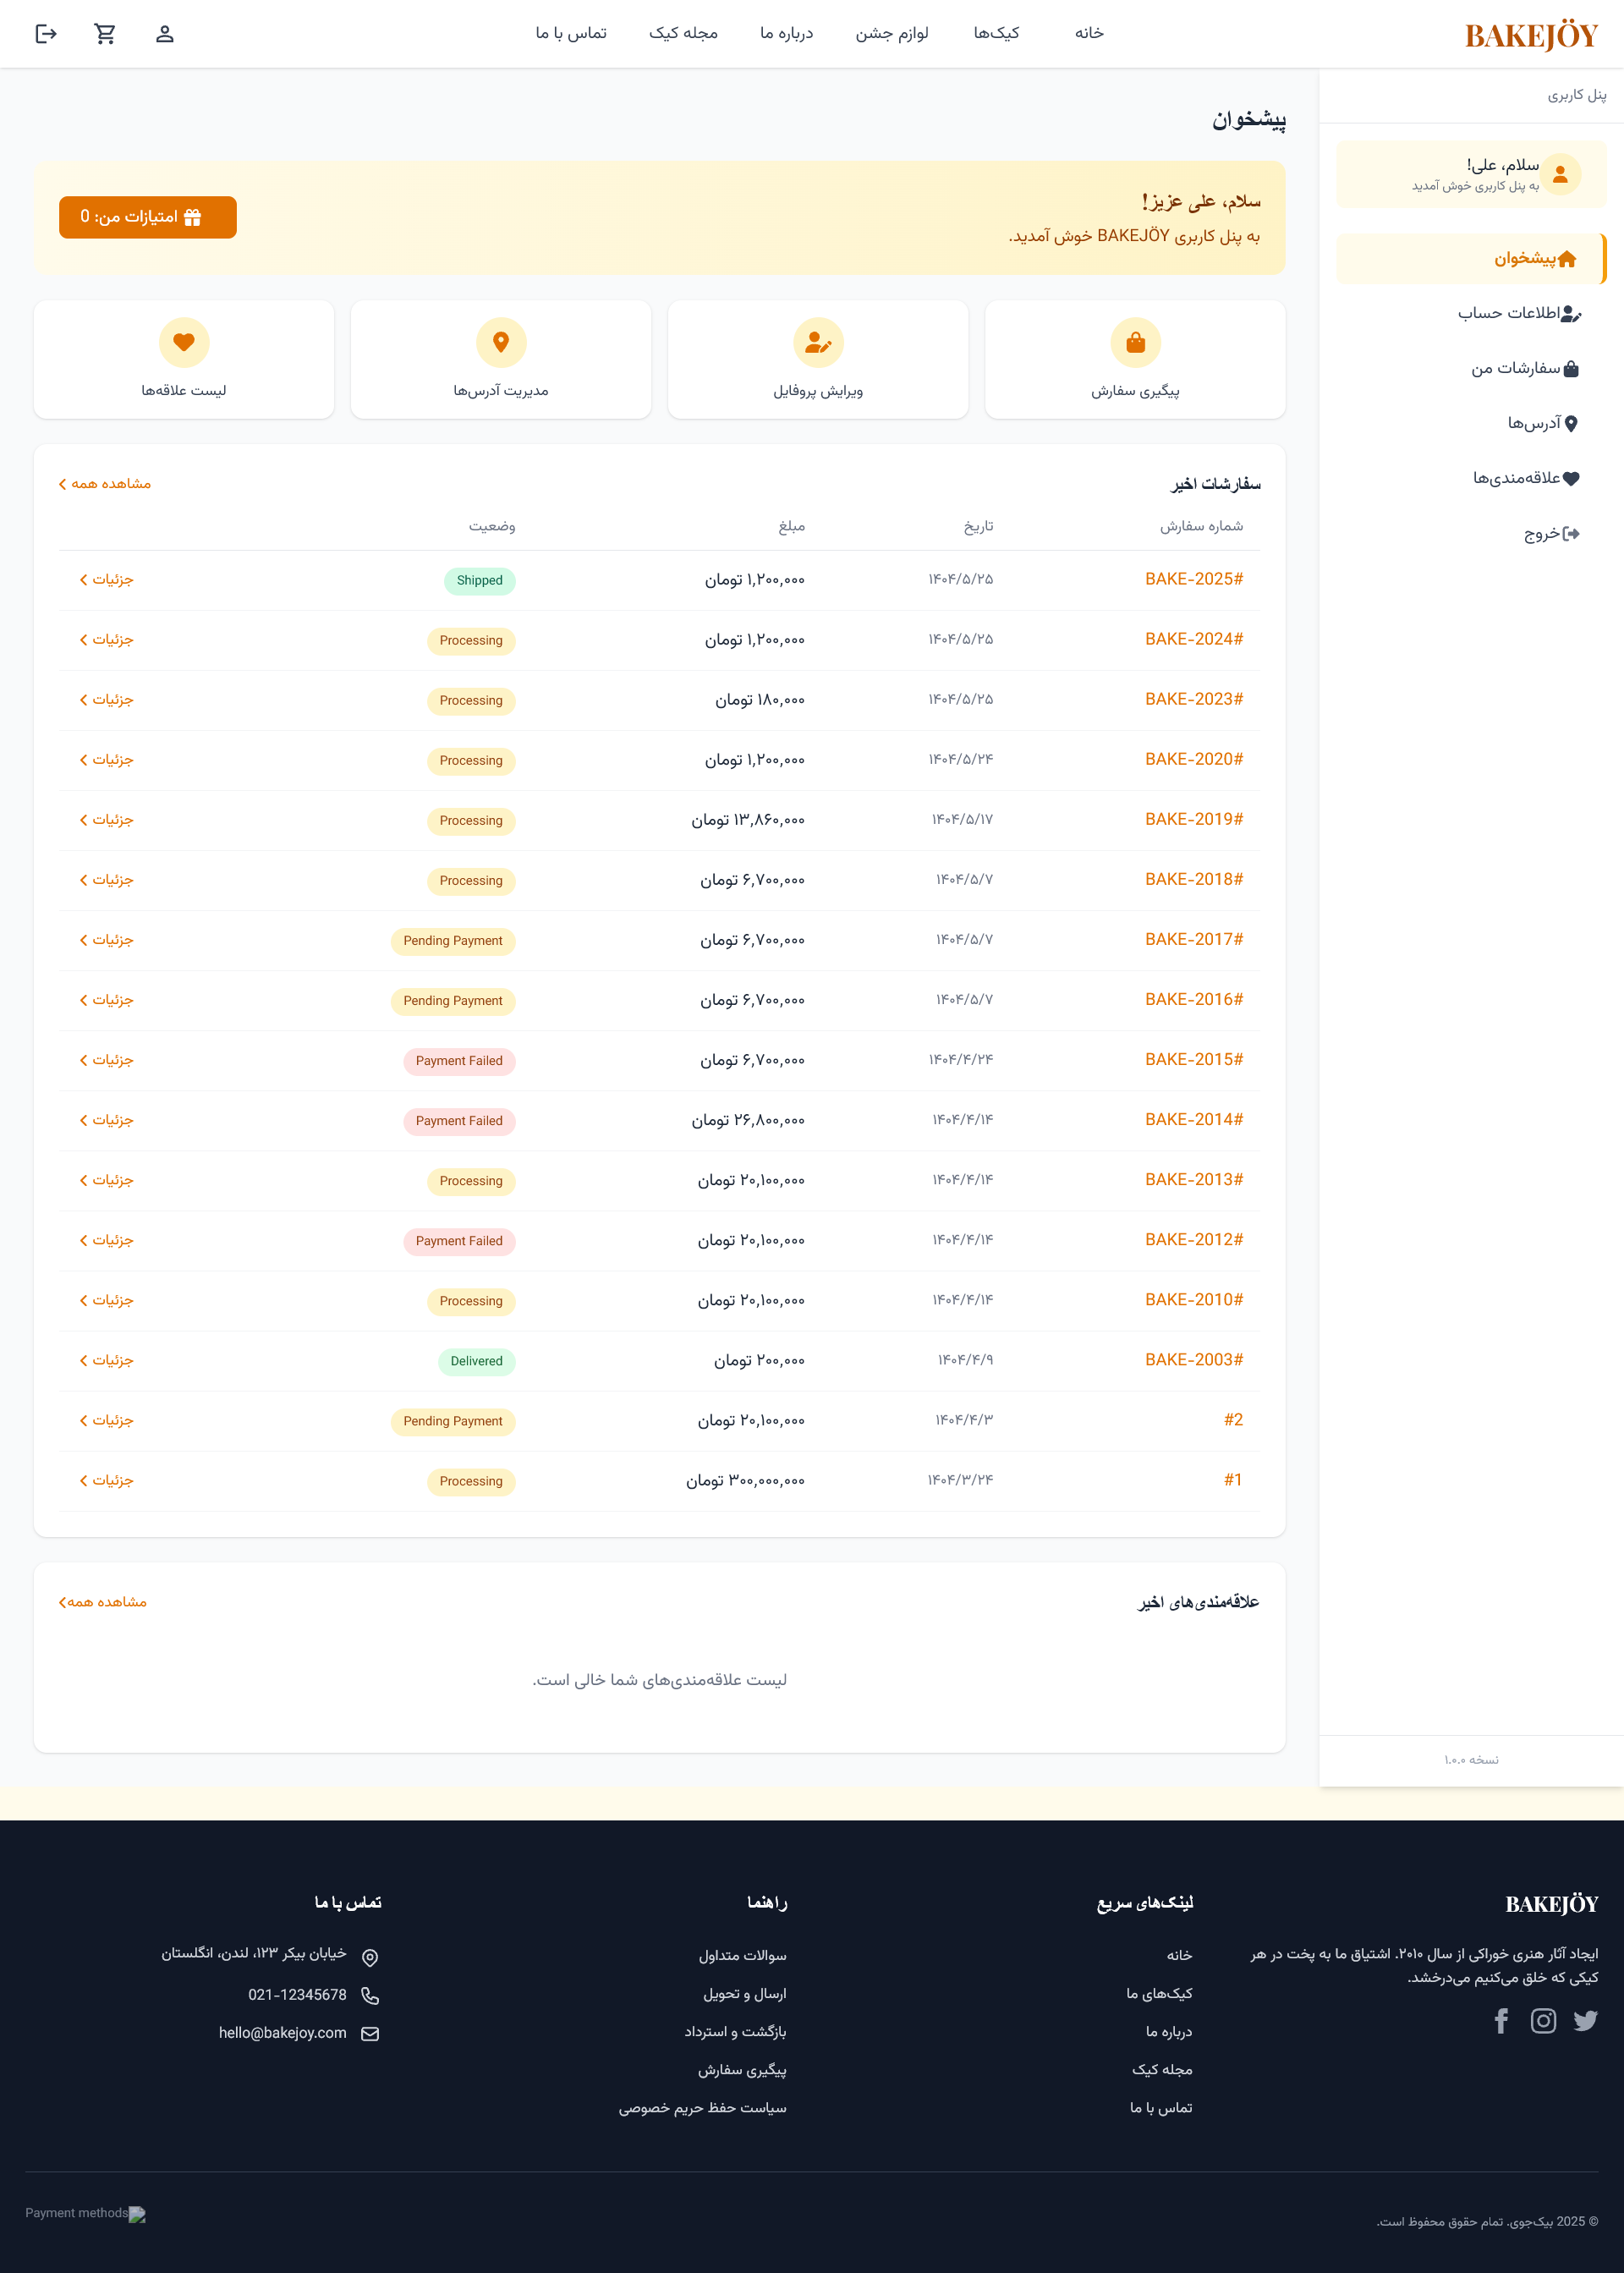 BAKEJÖY
خانه
کیک‌ها
لوازم جشن
درباره ما
مجله کیک
تماس با ما
پنل کاربری
سلام، علی!
به پنل کاربری خوش آمدید
پیشخوان
اطلاعات حساب
سفارشات من
آدرس‌ها
علاقه‌مندی‌ها
خروج
نسخه ۱.۰.۰
پیشخوان
سلام، علی عزیز!
به پنل کاربری BAKEJÖY خوش آمدید.
امتیازات من: 0
پیگیری سفارش
ویرایش پروفایل
مدیریت آدرس‌ها
لیست علاقه‌ها
سفارشات اخیر
مشاهده همه
شماره سفارش تاریخ مبلغ وضعیت
BAKE-2025# ۱۴۰۴/۵/۲۵ ۱,۲۰۰,۰۰۰ تومان Shipped جزئیات
BAKE-2024# ۱۴۰۴/۵/۲۵ ۱,۲۰۰,۰۰۰ تومان Processing جزئیات
BAKE-2023# ۱۴۰۴/۵/۲۵ ۱۸۰,۰۰۰ تومان Processing جزئیات
BAKE-2020# ۱۴۰۴/۵/۲۴ ۱,۲۰۰,۰۰۰ تومان Processing جزئیات
BAKE-2019# ۱۴۰۴/۵/۱۷ ۱۳,۸۶۰,۰۰۰ تومان Processing جزئیات
BAKE-2018# ۱۴۰۴/۵/۷ ۶,۷۰۰,۰۰۰ تومان Processing جزئیات
BAKE-2017# ۱۴۰۴/۵/۷ ۶,۷۰۰,۰۰۰ تومان Pending Payment جزئیات
BAKE-2016# ۱۴۰۴/۵/۷ ۶,۷۰۰,۰۰۰ تومان Pending Payment جزئیات
BAKE-2015# ۱۴۰۴/۴/۲۴ ۶,۷۰۰,۰۰۰ تومان Payment Failed جزئیات
BAKE-2014# ۱۴۰۴/۴/۱۴ ۲۶,۸۰۰,۰۰۰ تومان Payment Failed جزئیات
BAKE-2013# ۱۴۰۴/۴/۱۴ ۲۰,۱۰۰,۰۰۰ تومان Processing جزئیات
BAKE-2012# ۱۴۰۴/۴/۱۴ ۲۰,۱۰۰,۰۰۰ تومان Payment Failed جزئیات
BAKE-2010# ۱۴۰۴/۴/۱۴ ۲۰,۱۰۰,۰۰۰ تومان Processing جزئیات
BAKE-2003# ۱۴۰۴/۴/۹ ۲۰۰,۰۰۰ تومان Delivered جزئیات
#2 ۱۴۰۴/۴/۳ ۲۰,۱۰۰,۰۰۰ تومان Pending Payment جزئیات
#1 ۱۴۰۴/۳/۲۴ ۳۰۰,۰۰۰,۰۰۰ تومان Processing جزئیات
علاقه‌مندی‌های اخیر
مشاهده همه
لیست علاقه‌مندی‌های شما خالی است.
BAKEJÖY
ایجاد آثار هنری خوراکی از سال ۲۰۱۰. اشتیاق ما به پخت در هر
کیکی که خلق می‌کنیم می‌درخشد.
لینک‌های سریع
خانه
کیک‌های ما
درباره ما
مجله کیک
تماس با ما
راهنما
سوالات متداول
ارسال و تحویل
بازگشت و استرداد
پیگیری سفارش
سیاست حفظ حریم خصوصی
تماس با ما
خیابان بیکر ۱۲۳، لندن، انگلستان
021-12345678
hello@bakejoy.com
© 2025 بیک‌جوی. تمام حقوق محفوظ است.
Payment methods